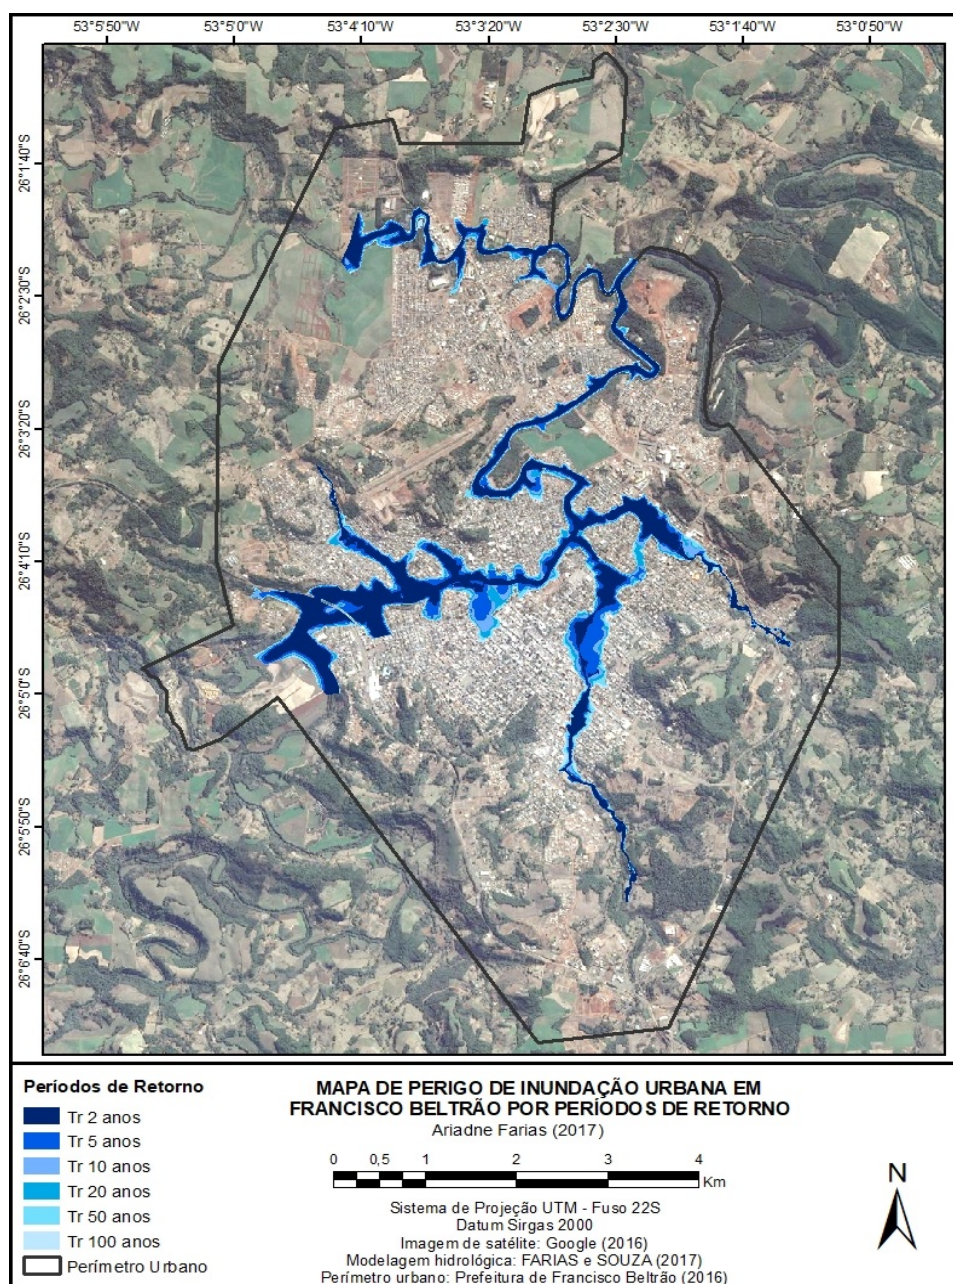 53°5'50"W 53°5'0"W 53°4'10"W 53°3'20"W 53°2'30"W 53°1'40"W 53°0'50"W
26°1'40"S
26°2'30"S
26°3'20"S
26°4'10"S
26°5'0"S
26°5'50"S
26°6'40"S
Períodos de Retorno
Tr 2 anos
Tr 5 anos
Tr 10 anos
Tr 20 anos
Tr 50 anos
Tr 100 anos
Perímetro Urbano
MAPA DE PERIGO DE INUNDAÇÃO URBANA EM
FRANCISCO BELTRÃO POR PERÍODOS DE RETORNO
Ariadne Farias (2017)
0 0,5 1 2 3 4
Km
Sistema de Projeção UTM - Fuso 22S
Datum Sirgas 2000
Imagem de satélite: Google (2016)
Modelagem hidrológica: FARIAS e SOUZA (2017)
Perímetro urbano: Prefeitura de Francisco Beltrão (2016)
N